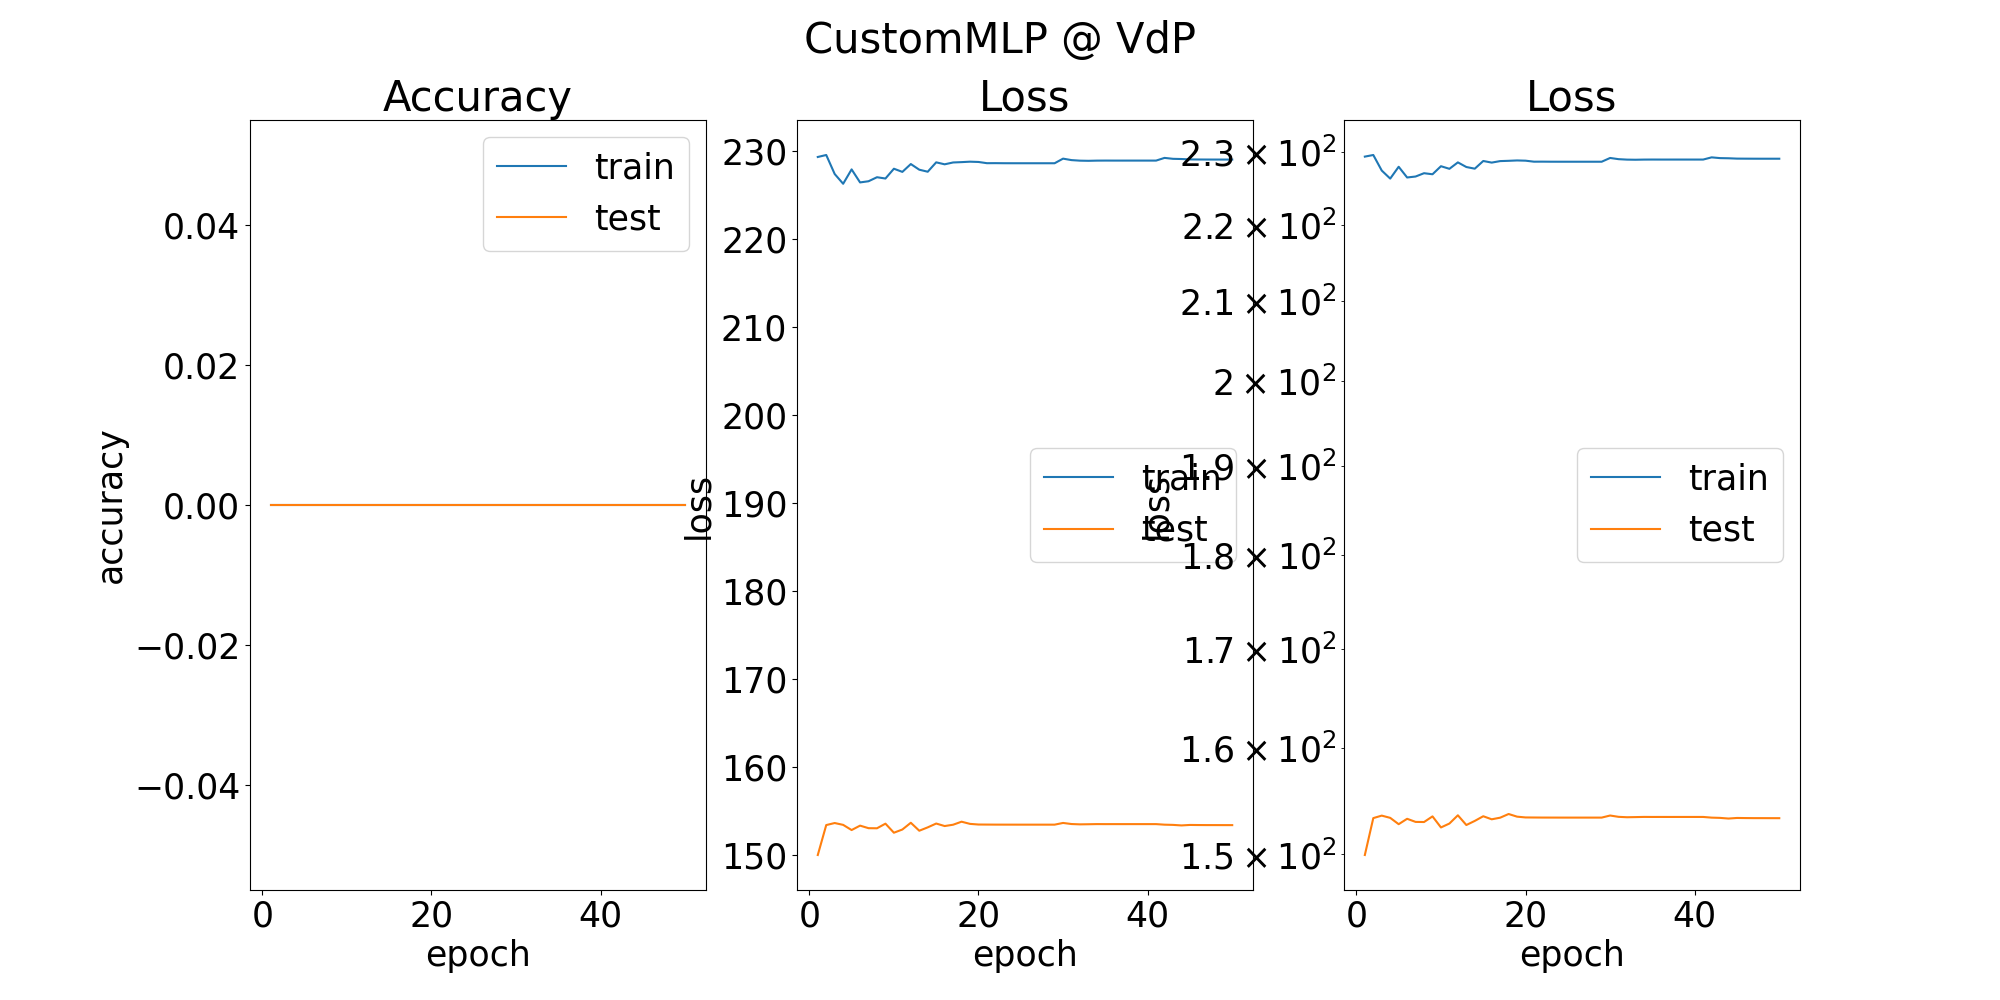 CustomMLP @ VdP
Accuracy
accuracy
0.04
0.02
0.00
−0.02
−0.04
0
20
40
epoch
train
test
Loss
loss
230
220
210
200
190
180
170
160
150
0
20
40
epoch
train
test
Loss
loss
2.3 × 10²
2.2 × 10²
2.1 × 10²
2 × 10²
1.9 × 10²
1.8 × 10²
1.7 × 10²
1.6 × 10²
1.5 × 10²
0
20
40
epoch
train
test